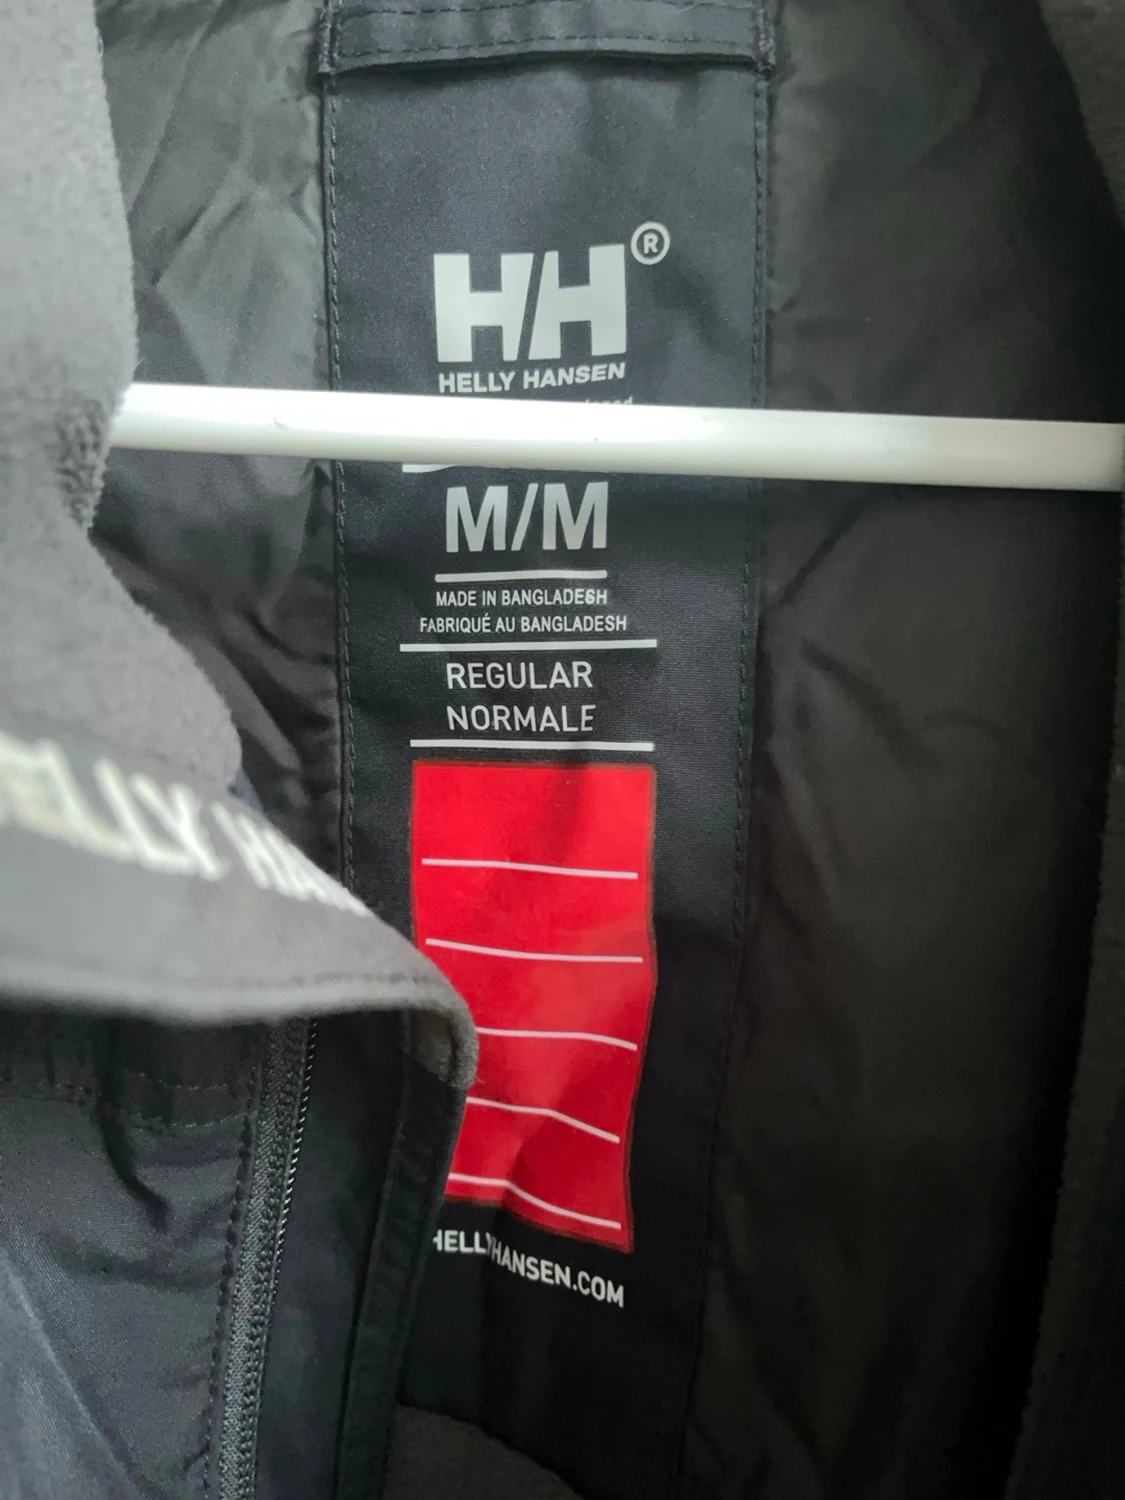 HH®
HELLY HANSEN
M/M
MADE IN BANGLADESH
FABRIQUÉ AU BANGLADESH
REGULAR
NORMALE
HELLYHANSEN.COM